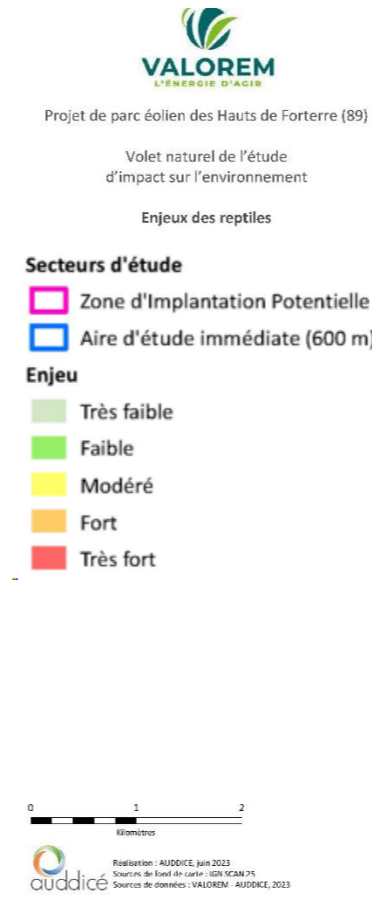 VALOREM
L'ÉNERGIE D'AGIR
Projet de parc éolien des Hauts de Forterre (89)
Volet naturel de l'étude
d'impact sur l'environnement
Enjeux des reptiles
Secteurs d'étude
Zone d'Implantation Potentielle
Aire d'étude immédiate (600 m)
Enjeu
Très faible
Faible
Modéré
Fort
Très fort
0 1 2
Kilomètres
auddicé
Réalisation : AUDDICE, juin 2023
Sources de fond de carte : IGN SCAN 25
Sources de données : VALOREM - AUDDICE, 2023